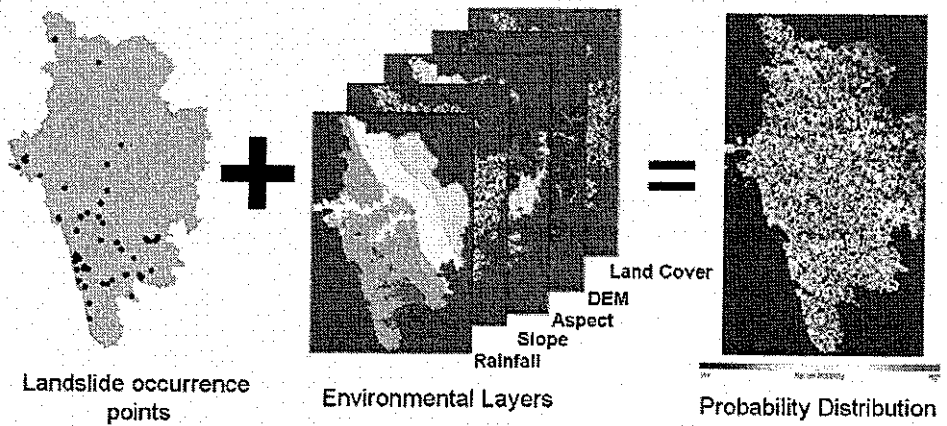 Land Cover
DEM
Aspect
Slope
Rainfall
Landslide occurrence
points
Environmental Layers
Probability Distribution